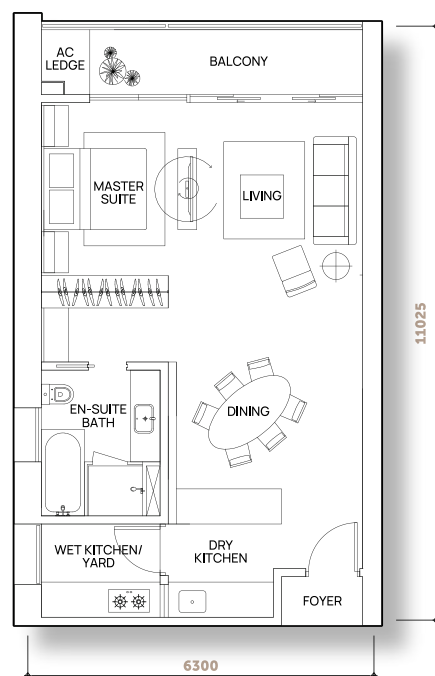 AC
LEDGE
BALCONY
MASTER
SUITE
LIVING
11025
EN-SUITE
BATH
DINING
WET KITCHEN/
YARD
DRY
KITCHEN
FOYER
6300